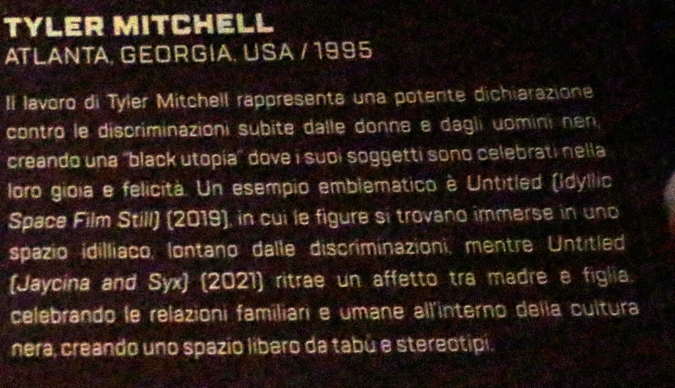 TYLER MITCHELL
ATLANTA, GEORGIA, USA / 1995
Il lavoro di Tyler Mitchell rappresenta una potente dichiarazione
contro le discriminazioni subite dalle donne e dagli uomini neri,
creando una "black utopia" dove i suoi soggetti sono celebrati nella
loro gioia e felicità. Un esempio emblematico è Untitled (Idyllic
Space Film Still) (2019), in cui le figure si trovano immerse in uno
spazio idilliaco, lontano dalle discriminazioni, mentre Untitled
(Jaycina and Syx) (2021) ritrae un affetto tra madre e figlia,
celebrando le relazioni familiari e umane all'interno della cultura
nera, creando uno spazio libero da tabù e stereotipi.